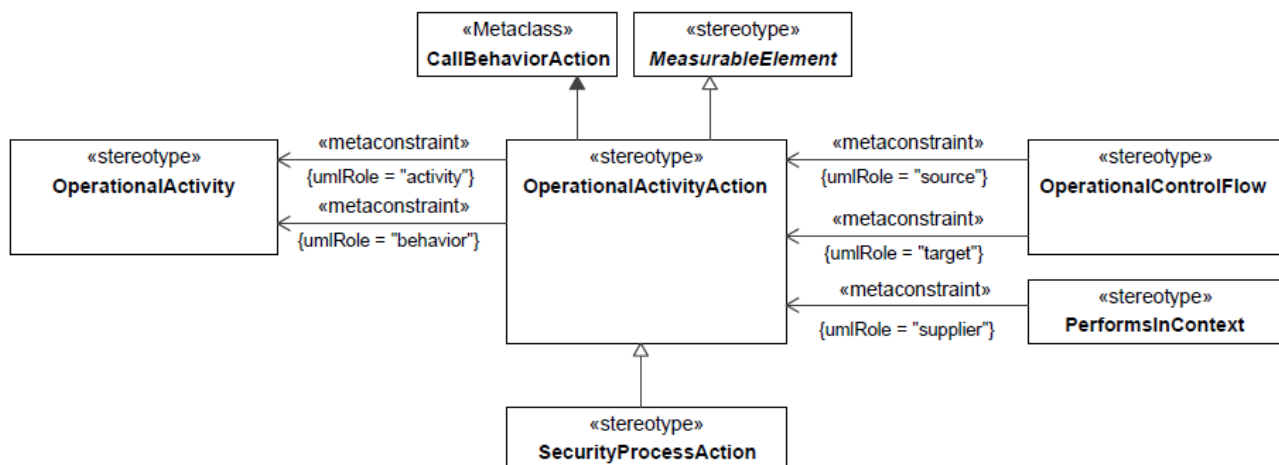 «Metaclass»
CallBehaviorAction
«stereotype»
MeasurableElement
«stereotype»
OperationalActivity
«metaconstraint»
{umlRole = "activity"}
«metaconstraint»
{umlRole = "behavior"}
«stereotype»
OperationalActivityAction
«metaconstraint»
{umlRole = "source"}
«metaconstraint»
{umlRole = "target"}
«metaconstraint»
{umlRole = "supplier"}
«stereotype»
OperationalControlFlow
«stereotype»
PerformsInContext
«stereotype»
SecurityProcessAction